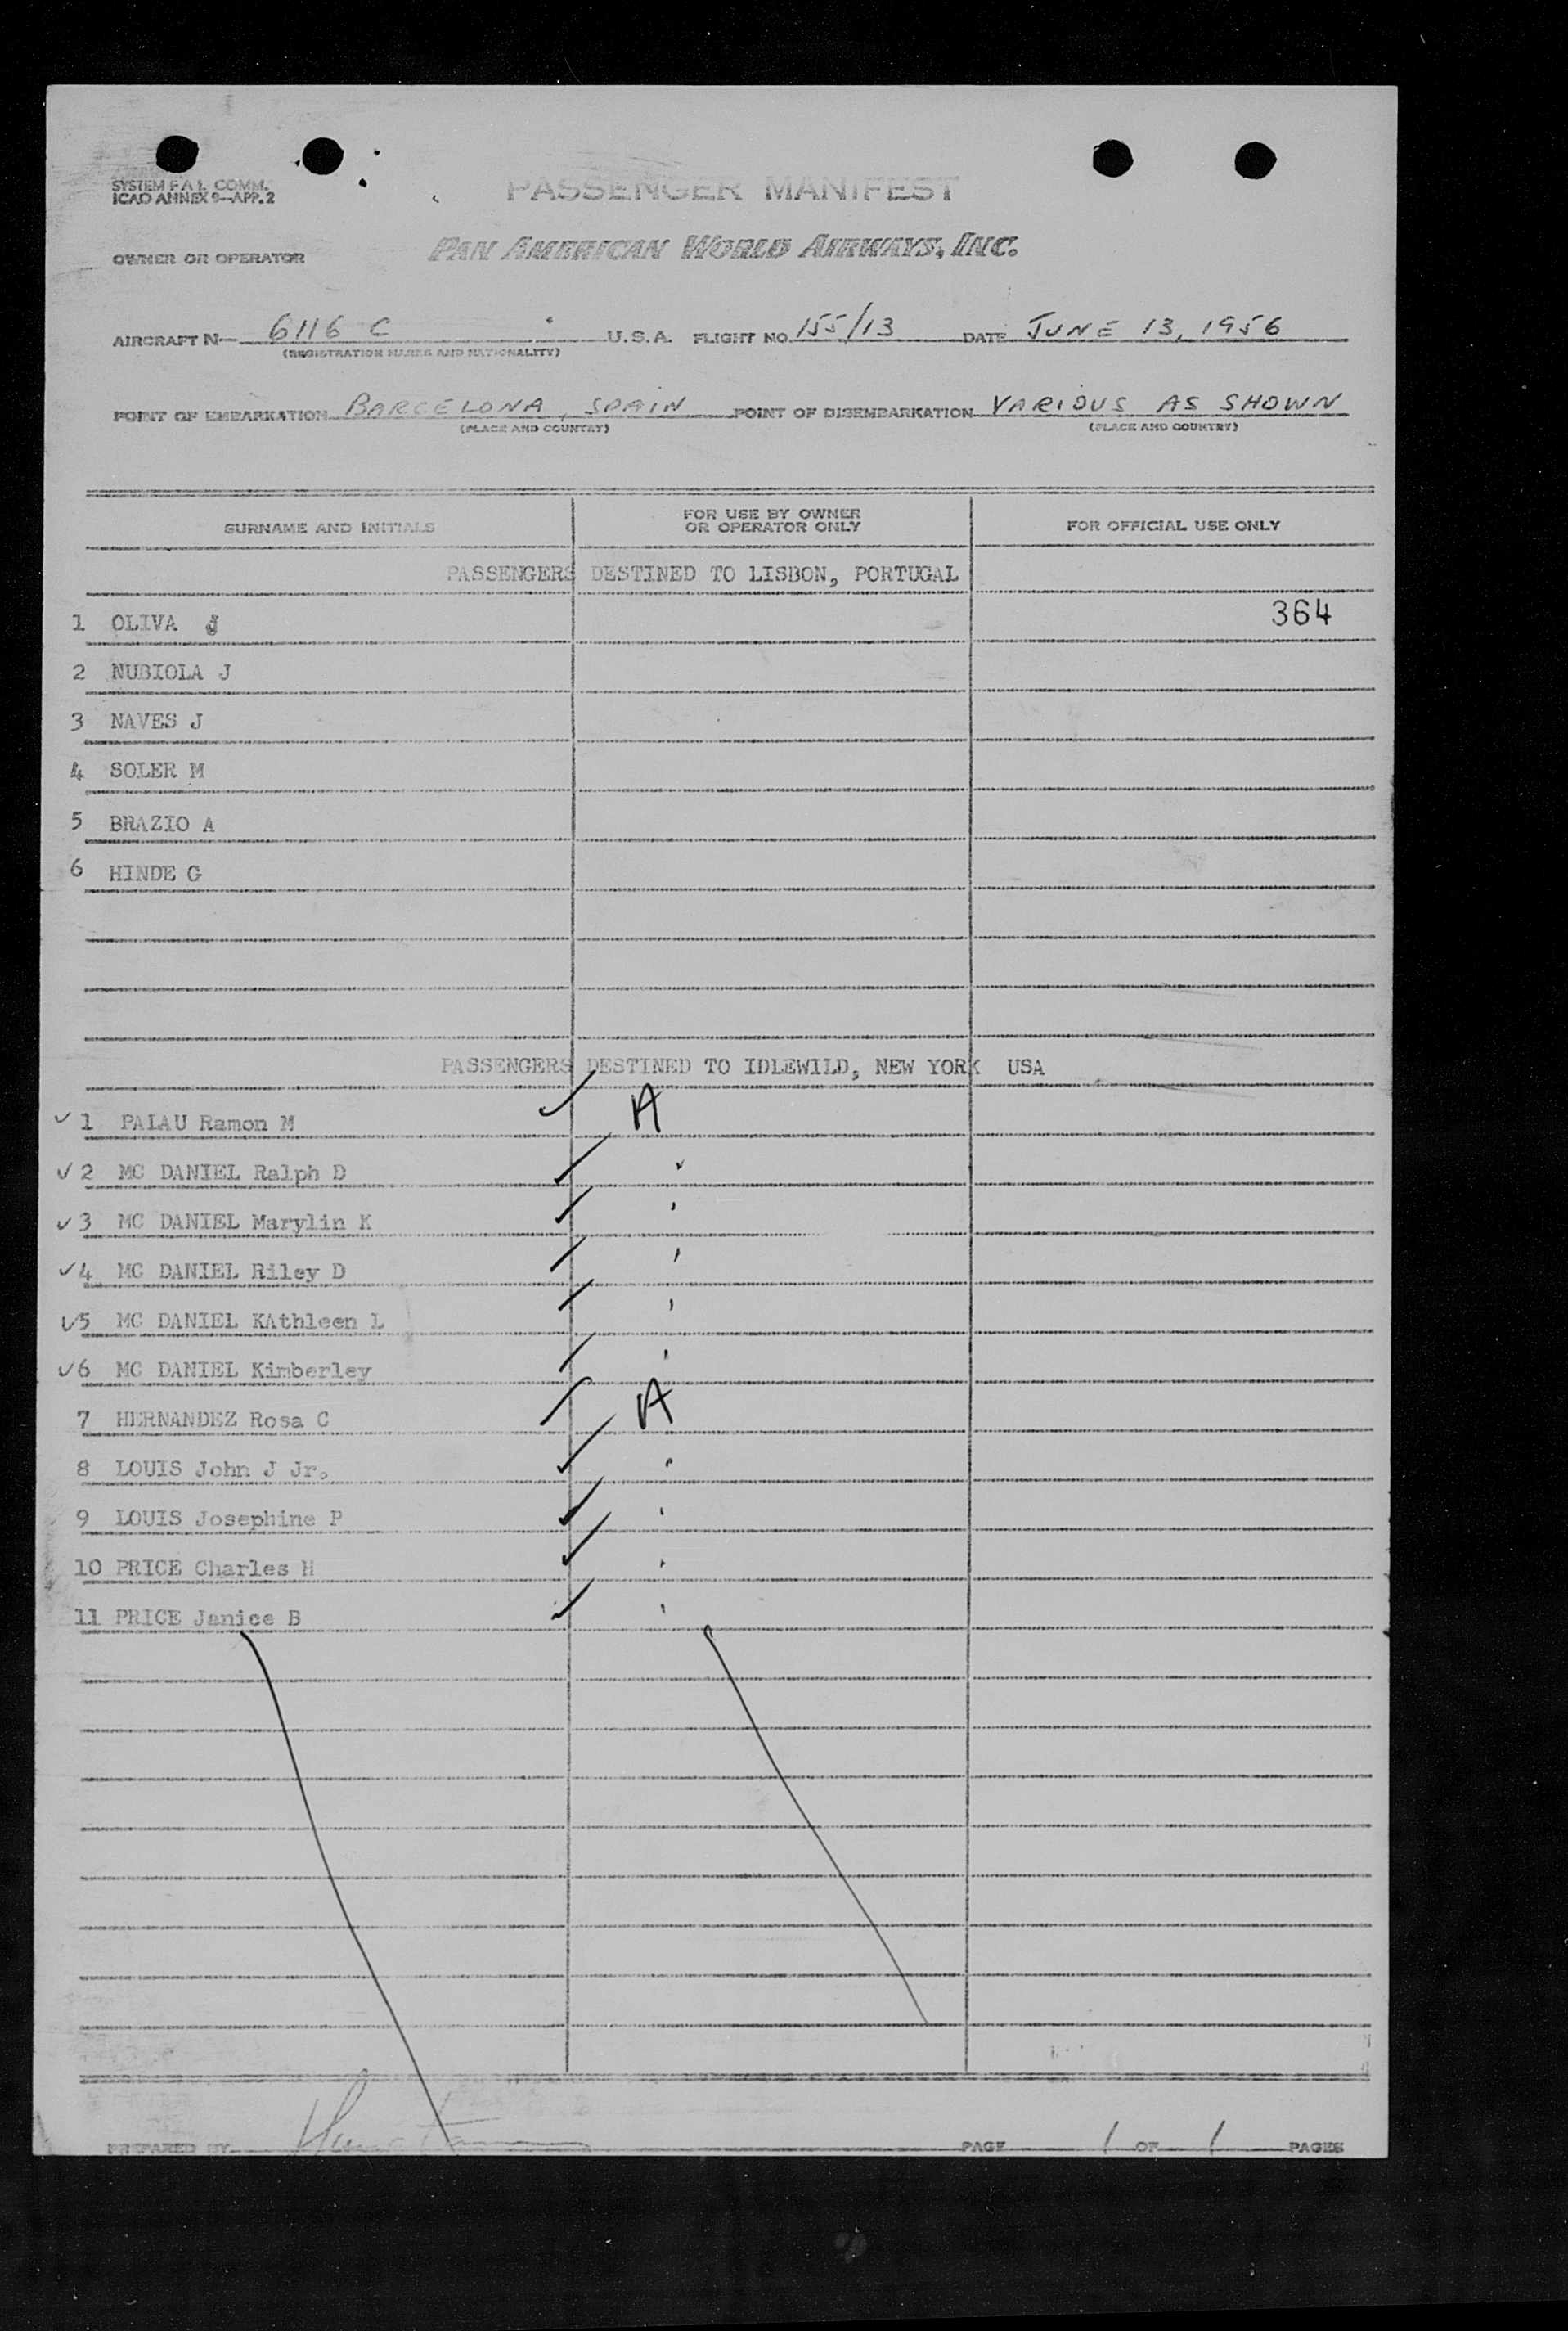 SYSTEM F A L COMM.
ICAO ANNEX 9—APP. 2
PASSENGER MANIFEST
OWNER OR OPERATOR PAN AMERICAN WORLD AIRWAYS, INC.
AIRCRAFT N— 6116 C U.S.A. FLIGHT NO. 155/13 DATE JUNE 13, 1956
(REGISTRATION MARKS AND NATIONALITY)
POINT OF EMBARKATION BARCELONA, SPAIN POINT OF DISEMBARKATION VARIOUS AS SHOWN
(PLACE AND COUNTRY) (PLACE AND COUNTRY)
SURNAME AND INITIALS FOR USE BY OWNER OR OPERATOR ONLY FOR OFFICIAL USE ONLY
PASSENGERS DESTINED TO LISBON, PORTUGAL
1 OLIVA J 364
2 NUBIOLA J
3 NAVES J
4 SOLER M
5 BRAZIO A
6 HINDE G
PASSENGERS DESTINED TO IDLEWILD, NEW YORK USA
✓ 1 PALAU Ramon M ✓ A
✓ 2 MC DANIEL Ralph D ✓
✓ 3 MC DANIEL Marylin K ✓
✓ 4 MC DANIEL Riley D
✓ 5 MC DANIEL KAthleen L
✓ 6 MC DANIEL Kimberley
7 HERNANDEZ Rosa C A
8 LOUIS John J Jr. ✓
9 LOUIS Josephine P ✓
10 PRICE Charles H ✓
11 PRICE Janice B ✓
PREPARED BY PAGE 1 OF 1 PAGES